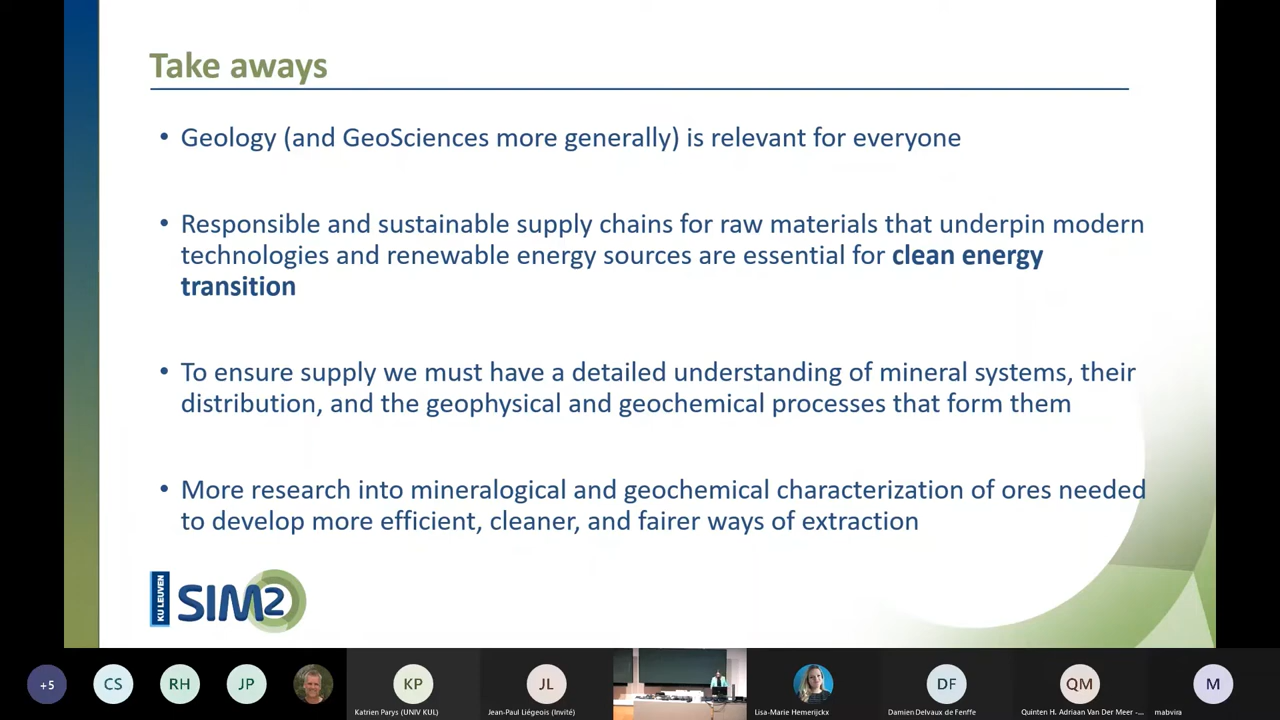 Take aways
• Geology (and GeoSciences more generally) is relevant for everyone
• Responsible and sustainable supply chains for raw materials that underpin modern
technologies and renewable energy sources are essential for clean energy
transition
• To ensure supply we must have a detailed understanding of mineral systems, their
distribution, and the geophysical and geochemical processes that form them
• More research into mineralogical and geochemical characterization of ores needed
to develop more efficient, cleaner, and fairer ways of extraction
KU LEUVEN
SIM2
+5
CS
RH
JP
KP
Katrien Parys (UNIV KUL)
JL
Jean-Paul Liégeois (Invité)
Lisa-Marie Hemerijckx
DF
Damien Delvaux de Fenffe
QM
Quinten H. Adriaan Van Der Meer -...
M
mabvira